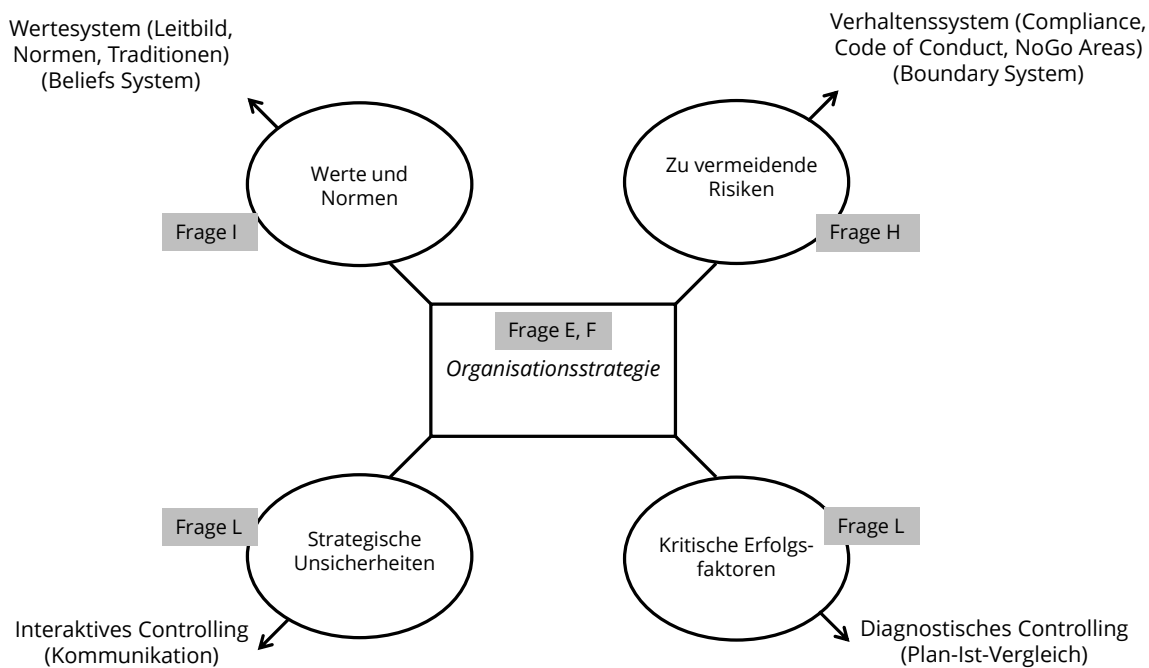 Wertesystem (Leitbild,
Normen, Traditionen)
(Beliefs System)
Verhaltenssystem (Compliance,
Code of Conduct, NoGo Areas)
(Boundary System)
Werte und
Normen
Zu vermeidende
Risiken
Frage I
Frage H
Frage E, F
Organisationsstrategie
Frage L
Strategische
Unsicherheiten
Frage L
Kritische Erfolgs-
faktoren
Interaktives Controlling
(Kommunikation)
Diagnostisches Controlling
(Plan-Ist-Vergleich)